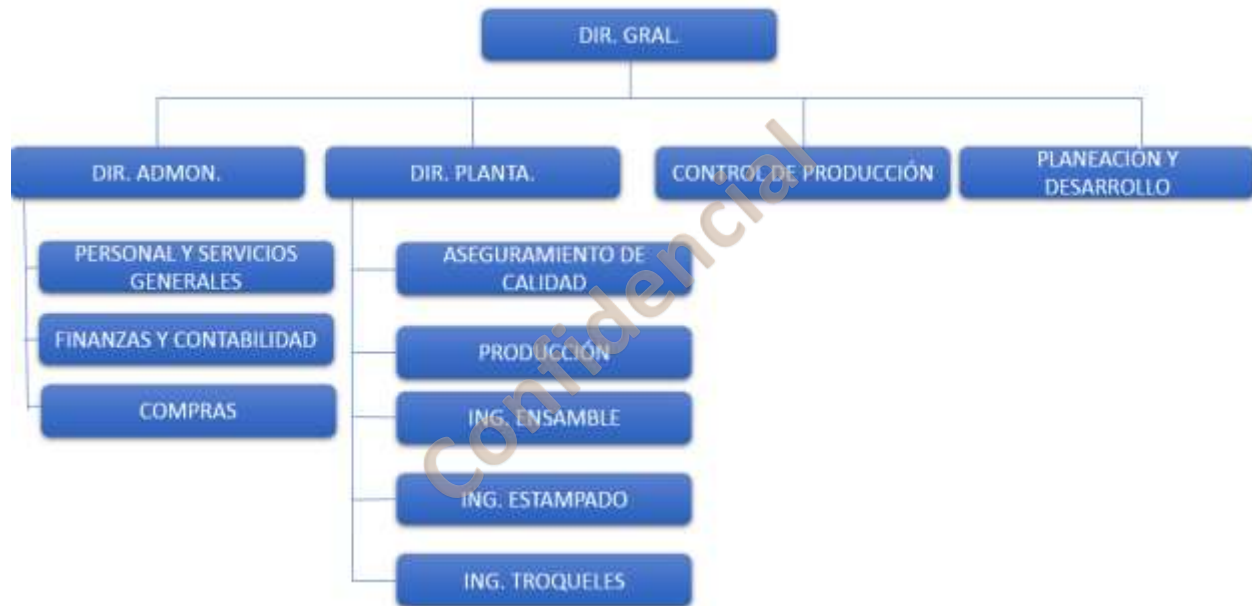 DIR. GRAL.
DIR. ADMON.
DIR. PLANTA.
CONTROL DE PRODUCCIÓN
PLANEACIÓN Y
DESARROLLO
PERSONAL Y SERVICIOS
GENERALES
FINANZAS Y CONTABILIDAD
COMPRAS
ASEGURAMIENTO DE
CALIDAD
PRODUCCIÓN
ING. ENSAMBLE
ING. ESTAMPADO
ING. TROQUELES
Confidencial